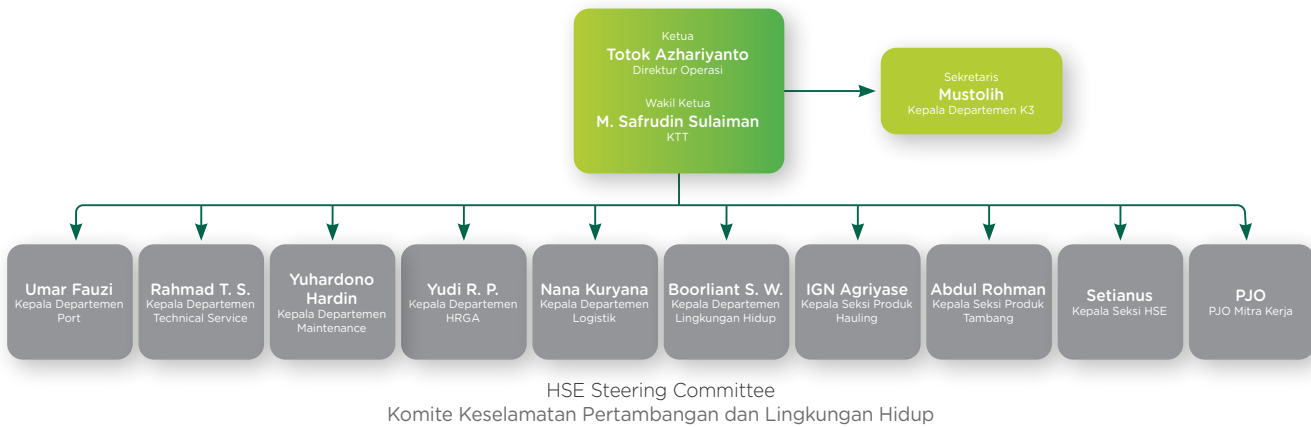 Ketua
Totok Azhariyanto
Direktur Operasi
Wakil Ketua
M. Safrudin Sulaiman
KTT
Sekretaris
Mustolih
Kepala Departemen K3
Umar Fauzi
Kepala Departemen
Port
Rahmad T. S.
Kepala Departemen
Technical Service
Yuhardono
Hardin
Kepala Departemen
Maintenance
Yudi R. P.
Kepala Departemen
HRGA
Nana Kuryana
Kepala Departemen
Logistik
Boorliant S. W.
Kepala Departemen
Lingkungan Hidup
IGN Agriyase
Kepala Seksi Produk
Hauling
Abdul Rohman
Kepala Seksi Produk
Tambang
Setianus
Kepala Seksi HSE
PJO
PJO Mitra Kerja
HSE Steering Committee
Komite Keselamatan Pertambangan dan Lingkungan Hidup